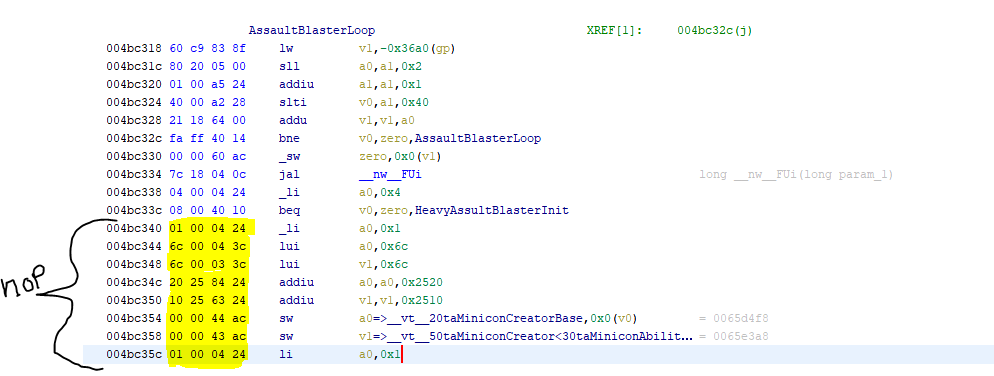 AssaultBlasterLoop XREF[1]: 004bc32c(j)
004bc318 60 c9 83 8f lw v1,-0x36a0(gp)
004bc31c 80 20 05 00 sll a0,a1,0x2
004bc320 01 00 a5 24 addiu a1,a1,0x1
004bc324 40 00 a2 28 slti v0,a1,0x40
004bc328 21 18 64 00 addu v1,v1,a0
004bc32c fa ff 40 14 bne v0,zero,AssaultBlasterLoop
004bc330 00 00 60 ac _sw zero,0x0(v1)
004bc334 7c 18 04 0c jal __nw__FUi long __nw__FUi(long param_1)
004bc338 04 00 04 24 _li a0,0x4
004bc33c 08 00 40 10 beq v0,zero,HeavyAssultBlasterInit
004bc340 01 00 04 24 _li a0,0x1
004bc344 6c 00 04 3c lui a0,0x6c
004bc348 6c 00 03 3c lui v1,0x6c
004bc34c 20 25 84 24 addiu a0,a0,0x2520
004bc350 10 25 63 24 addiu v1,v1,0x2510
004bc354 00 00 44 ac sw a0=>__vt__20taMiniconCreatorBase,0x0(v0) = 0065d4f8
004bc358 00 00 43 ac sw v1=>__vt__50taMiniconCreator<30taMiniconAbilit... = 0065e3a8
004bc35c 01 00 04 24 li a0,0x1
nop